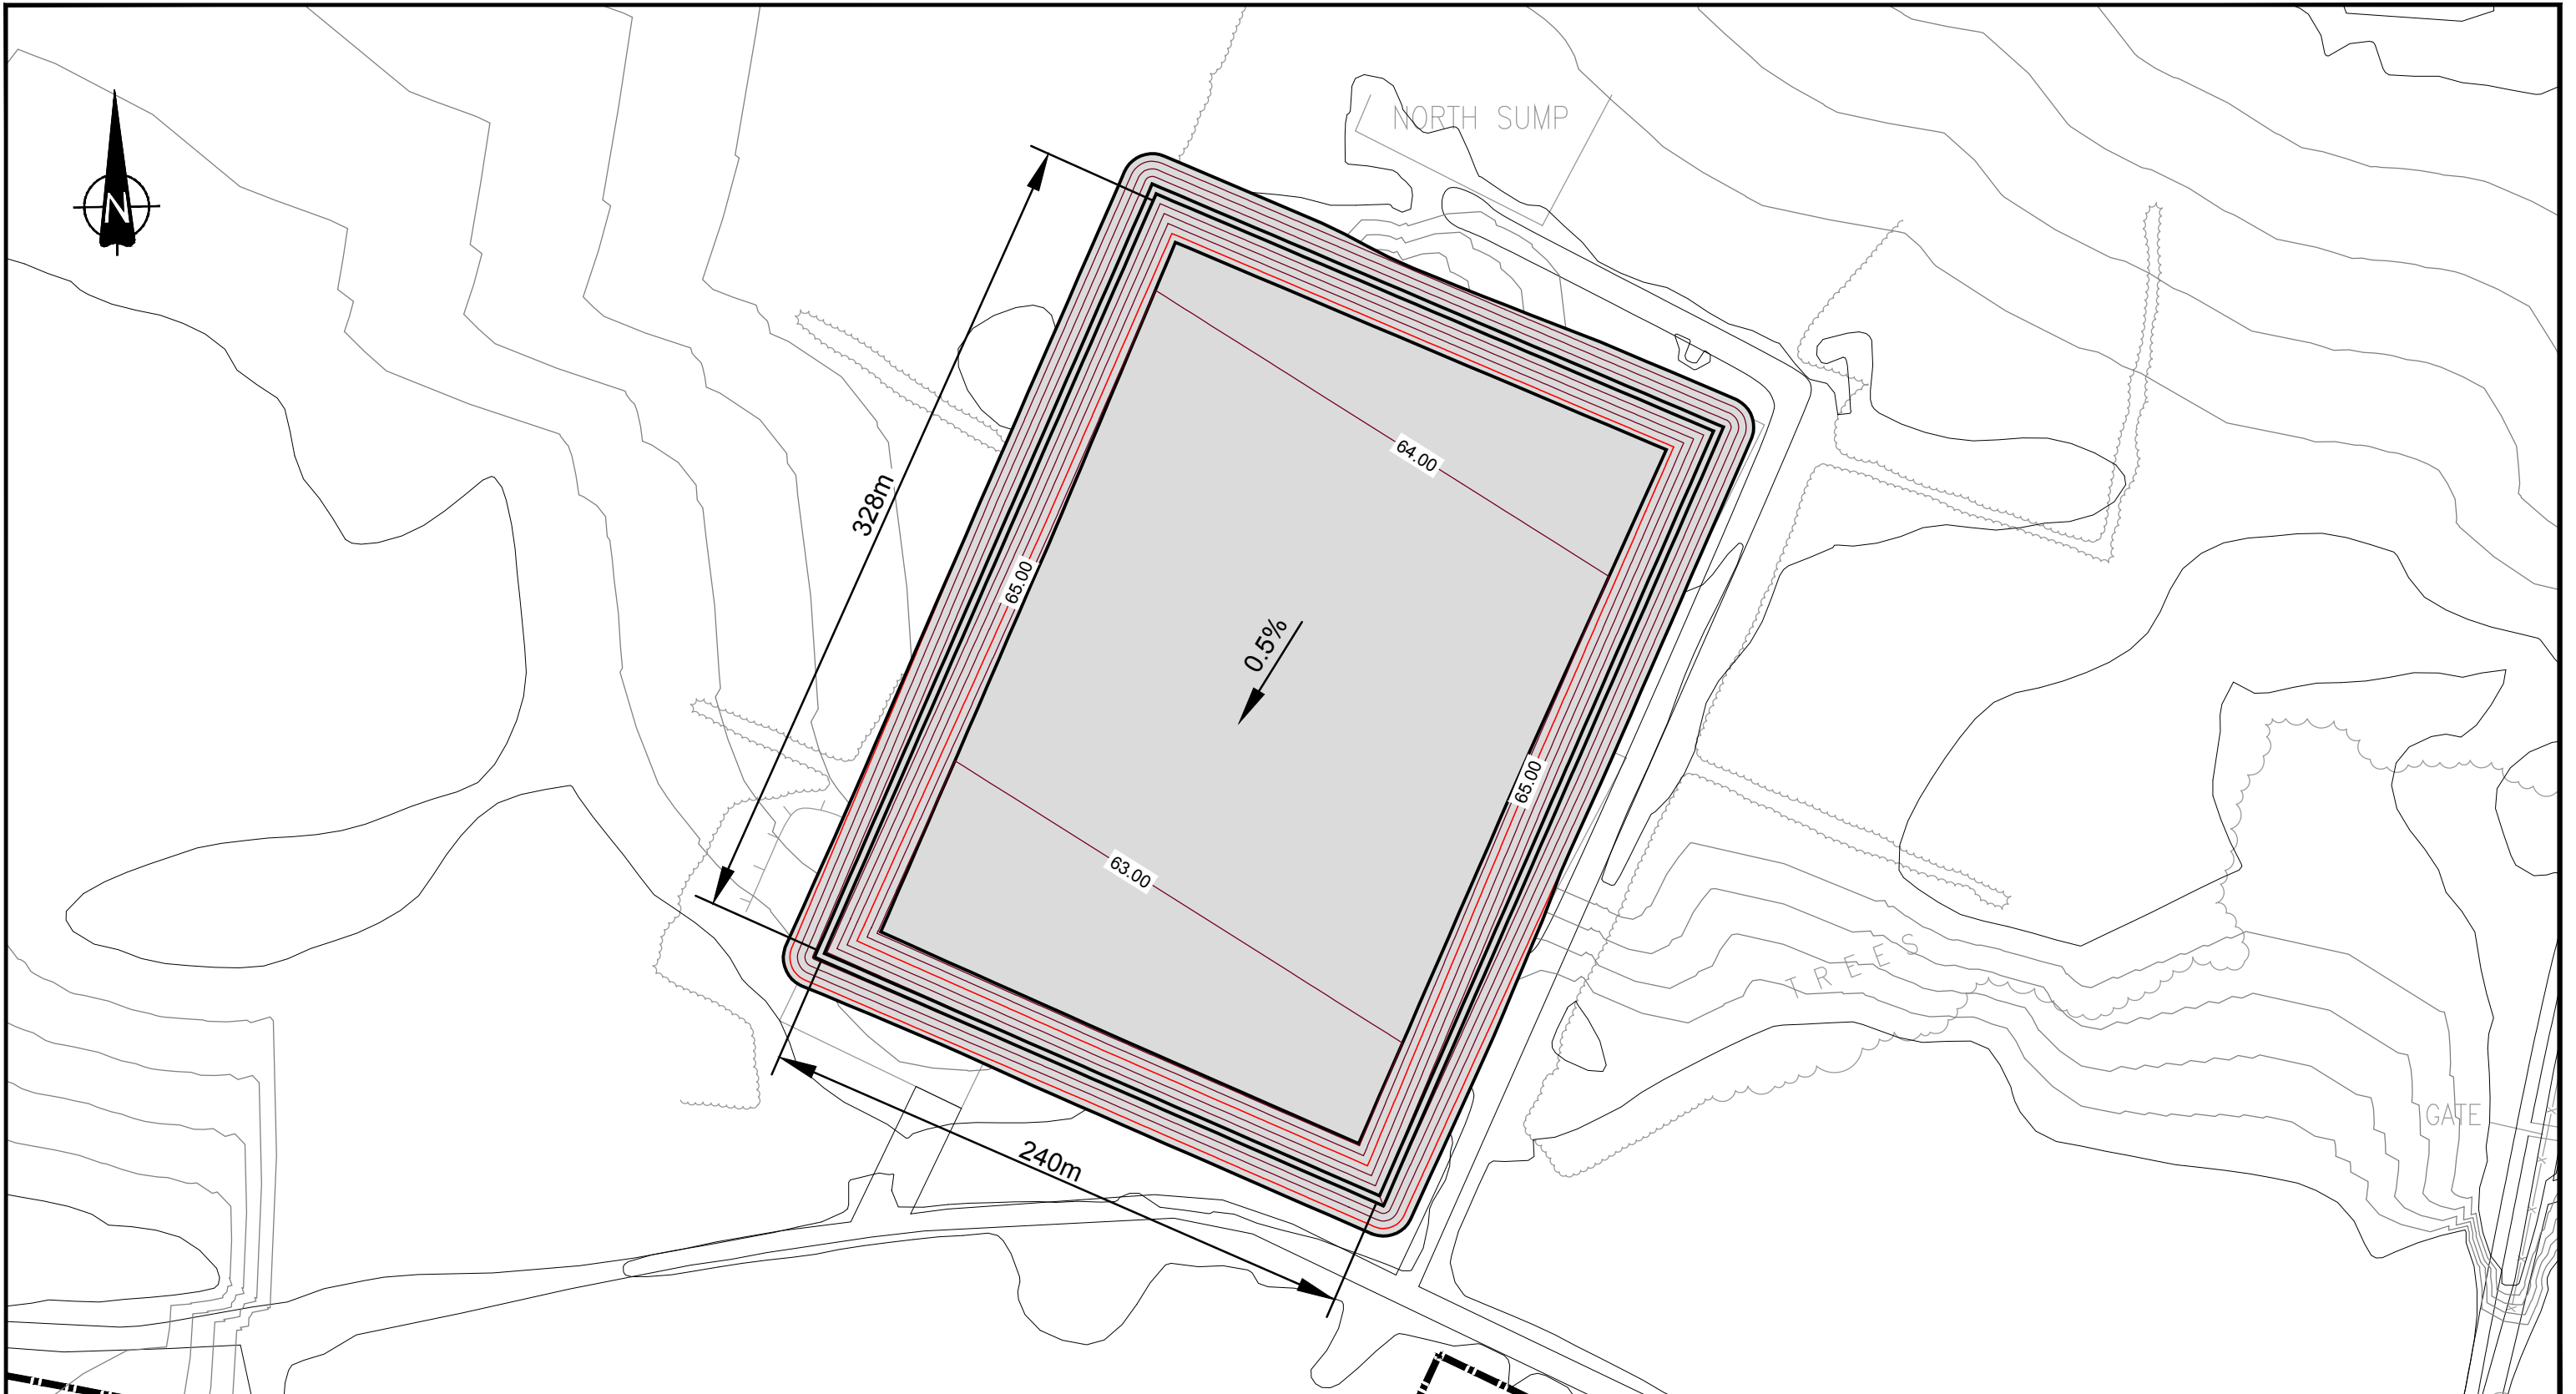 NORTH SUMP
N
64.00
328m
65.00
0.5%
65.00
63.00
TREES
GATE
240m